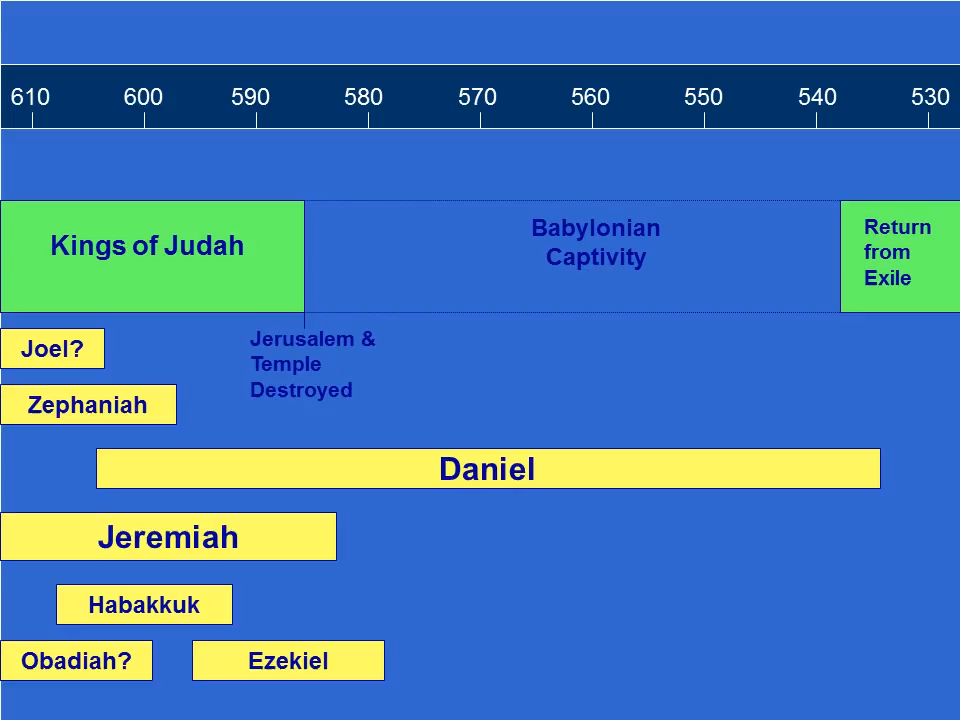 610 600 590 580 570 560 550 540 530
Kings of Judah
Babylonian
Captivity
Return
from
Exile
Jerusalem &
Temple
Destroyed
Joel?
Zephaniah
Daniel
Jeremiah
Habakkuk
Obadiah?
Ezekiel